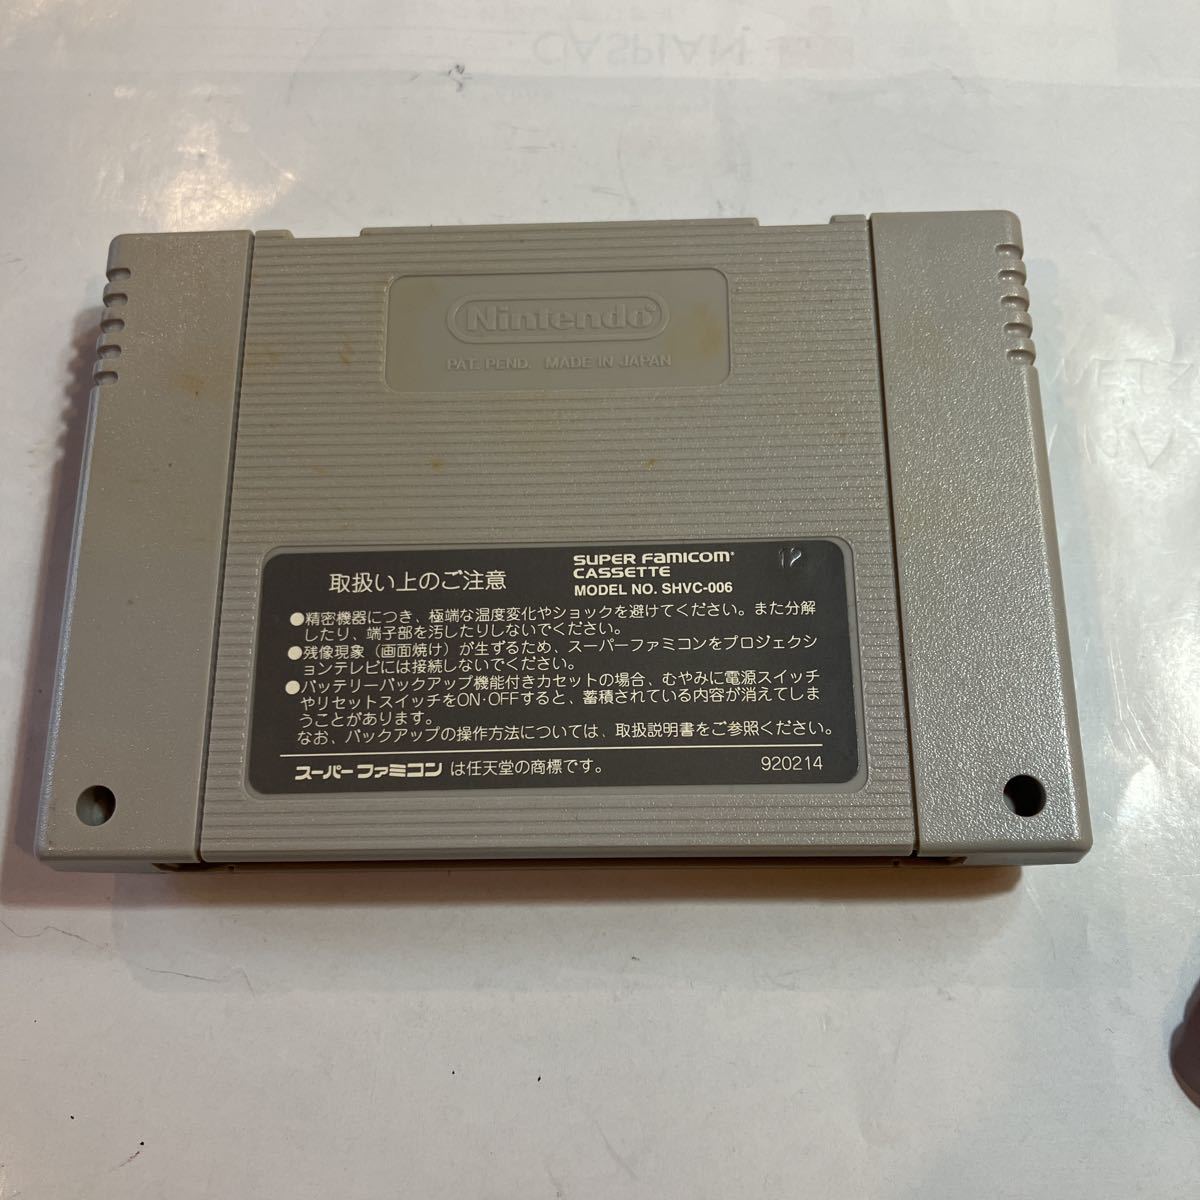 CASPIAN
Nintendo®
PAT. PEND. MADE IN JAPAN
取扱い上のご注意
SUPER FAMICOM®
CASSETTE
MODEL NO. SHVC-006
12
●精密機器につき、極端な温度変化やショックを避けてください。また分解
したり、端子部を汚したりしないでください。
●残像現象（画面焼け）が生ずるため、スーパーファミコンをプロジェクシ
ョンテレビには接続しないでください。
●バッテリーバックアップ機能付きカセットの場合、むやみに電源スイッチ
やリセットスイッチをON・OFFすると、蓄積されている内容が消えてしま
うことがあります。
なお、バックアップの操作方法については、取扱説明書をご参照ください。
スーパーファミコン は任天堂の商標です。
920214